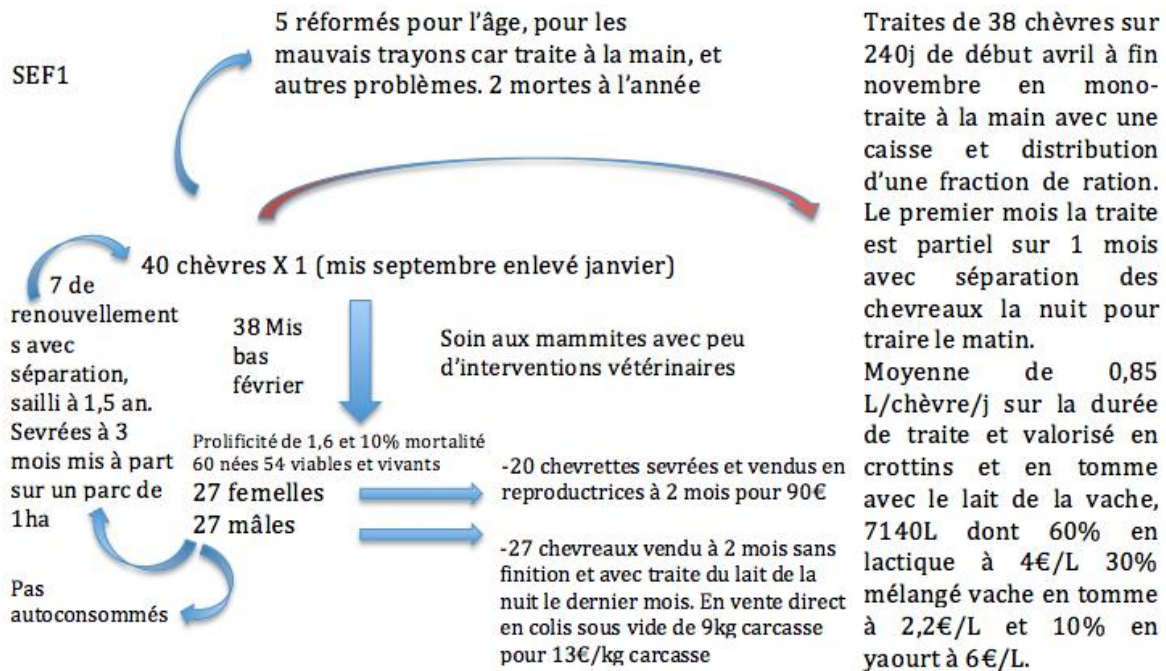 SEF1
5 réformés pour l’âge, pour les
mauvais trayons car traite à la main, et
autres problèmes. 2 mortes à l’année
40 chèvres X 1 (mis septembre enlevé janvier)
7 de
renouvellement
s avec
séparation,
sailli à 1,5 an.
Sevrées à 3
mois mis à part
sur un parc de
1ha
38 Mis
bas
février
Soin aux mammites avec peu
d’interventions vétérinaires
Prolificité de 1,6 et 10% mortalité
60 nées 54 viables et vivants
27 femelles
27 mâles
-20 chevrettes sevrées et vendus en
reproductrices à 2 mois pour 90€
-27 chevreaux vendu à 2 mois sans
finition et avec traite du lait de la
nuit le dernier mois. En vente direct
en colis sous vide de 9kg carcasse
pour 13€/kg carcasse
Pas
autoconsommés
Traites de 38 chèvres sur
240j de début avril à fin
novembre en mono-
traite à la main avec une
caisse et distribution
d’une fraction de ration.
Le premier mois la traite
est partiel sur 1 mois
avec séparation des
chevreaux la nuit pour
traire le matin.
Moyenne de 0,85
L/chèvre/j sur la durée
de traite et valorisé en
crottins et en tomme
avec le lait de la vache,
7140L dont 60% en
lactique à 4€/L 30%
mélangé vache en tomme
à 2,2€/L et 10% en
yaourt à 6€/L.